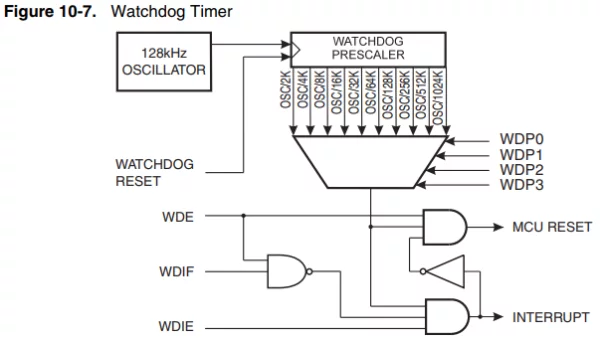 Figure 10-7. Watchdog Timer
128kHz
OSCILLATOR
WATCHDOG
PRESCALER
OSC/2K
OSC/4K
OSC/8K
OSC/16K
OSC/32K
OSC/64K
OSC/128K
OSC/256K
OSC/512K
OSC/1024K
WDP0
WDP1
WDP2
WDP3
WATCHDOG
RESET
WDE
MCU RESET
WDIF
INTERRUPT
WDIE